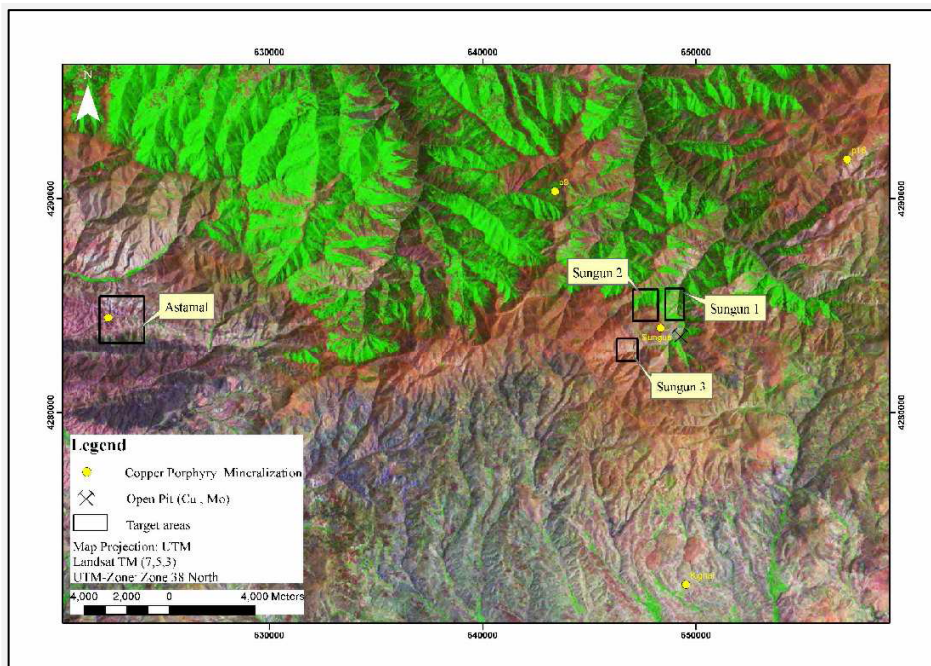 630000 640000 650000
N
4290000 4290000
Sungun 2
Sungun 1
Astamal
Sungun
Sungun 3
4280000 4280000
Legend
Copper Porphyry Mineralization
Open Pit (Cu , Mo)
Target areas
Map Projection: UTM
Landsat TM (7,5,3)
UTM-Zone: Zone 38 North
4,000 2,000 0 4,000 Meters
630000 640000 650000